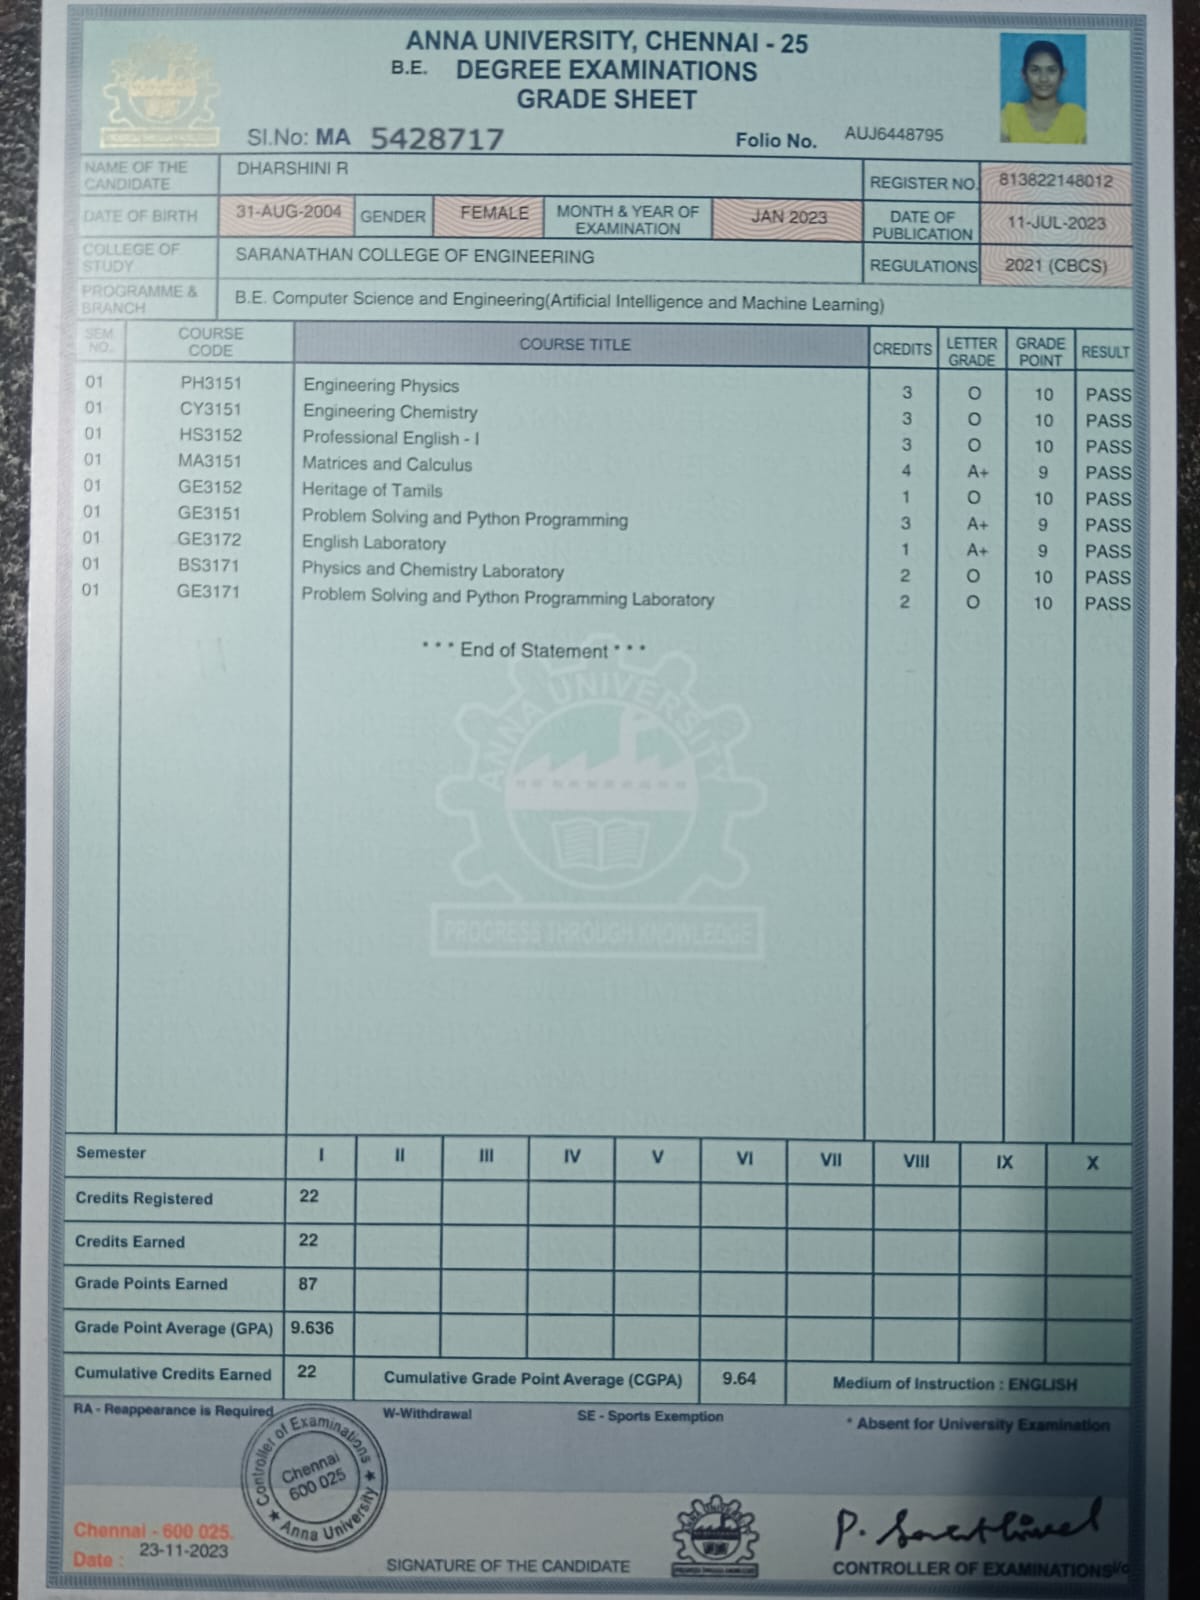 ANNA UNIVERSITY, CHENNAI - 25
B.E. DEGREE EXAMINATIONS
GRADE SHEET
Sl.No: MA 5428717 Folio No. AUJ6448795
NAME OF THE CANDIDATE DHARSHINI R REGISTER NO. 813822148012
DATE OF BIRTH 31-AUG-2004 GENDER FEMALE MONTH & YEAR OF EXAMINATION JAN 2023 DATE OF PUBLICATION 11-JUL-2023
COLLEGE OF STUDY SARANATHAN COLLEGE OF ENGINEERING REGULATIONS 2021 (CBCS)
PROGRAMME & BRANCH B.E. Computer Science and Engineering(Artificial Intelligence and Machine Learning)
SEM. NO. COURSE CODE COURSE TITLE CREDITS LETTER GRADE GRADE POINT RESULT
01 PH3151 Engineering Physics 3 O 10 PASS
01 CY3151 Engineering Chemistry 3 O 10 PASS
01 HS3152 Professional English - I 3 O 10 PASS
01 MA3151 Matrices and Calculus 4 A+ 9 PASS
01 GE3152 Heritage of Tamils 1 O 10 PASS
01 GE3151 Problem Solving and Python Programming 3 A+ 9 PASS
01 GE3172 English Laboratory 1 A+ 9 PASS
01 BS3171 Physics and Chemistry Laboratory 2 O 10 PASS
01 GE3171 Problem Solving and Python Programming Laboratory 2 O 10 PASS
* * * End of Statement * * *
ANNA UNIVERSITY
PROGRESS THROUGH KNOWLEDGE
Semester I II III IV V VI VII VIII IX X
Credits Registered 22
Credits Earned 22
Grade Points Earned 87
Grade Point Average (GPA) 9.636
Cumulative Credits Earned 22 Cumulative Grade Point Average (CGPA) 9.64 Medium of Instruction : ENGLISH
RA - Reappearance is Required W-Withdrawal SE - Sports Exemption * Absent for University Examination
Controller of Examinations
Chennai
600 025
Anna University
Chennai - 600 025.
Date : 23-11-2023
SIGNATURE OF THE CANDIDATE CONTROLLER OF EXAMINATIONS i/c